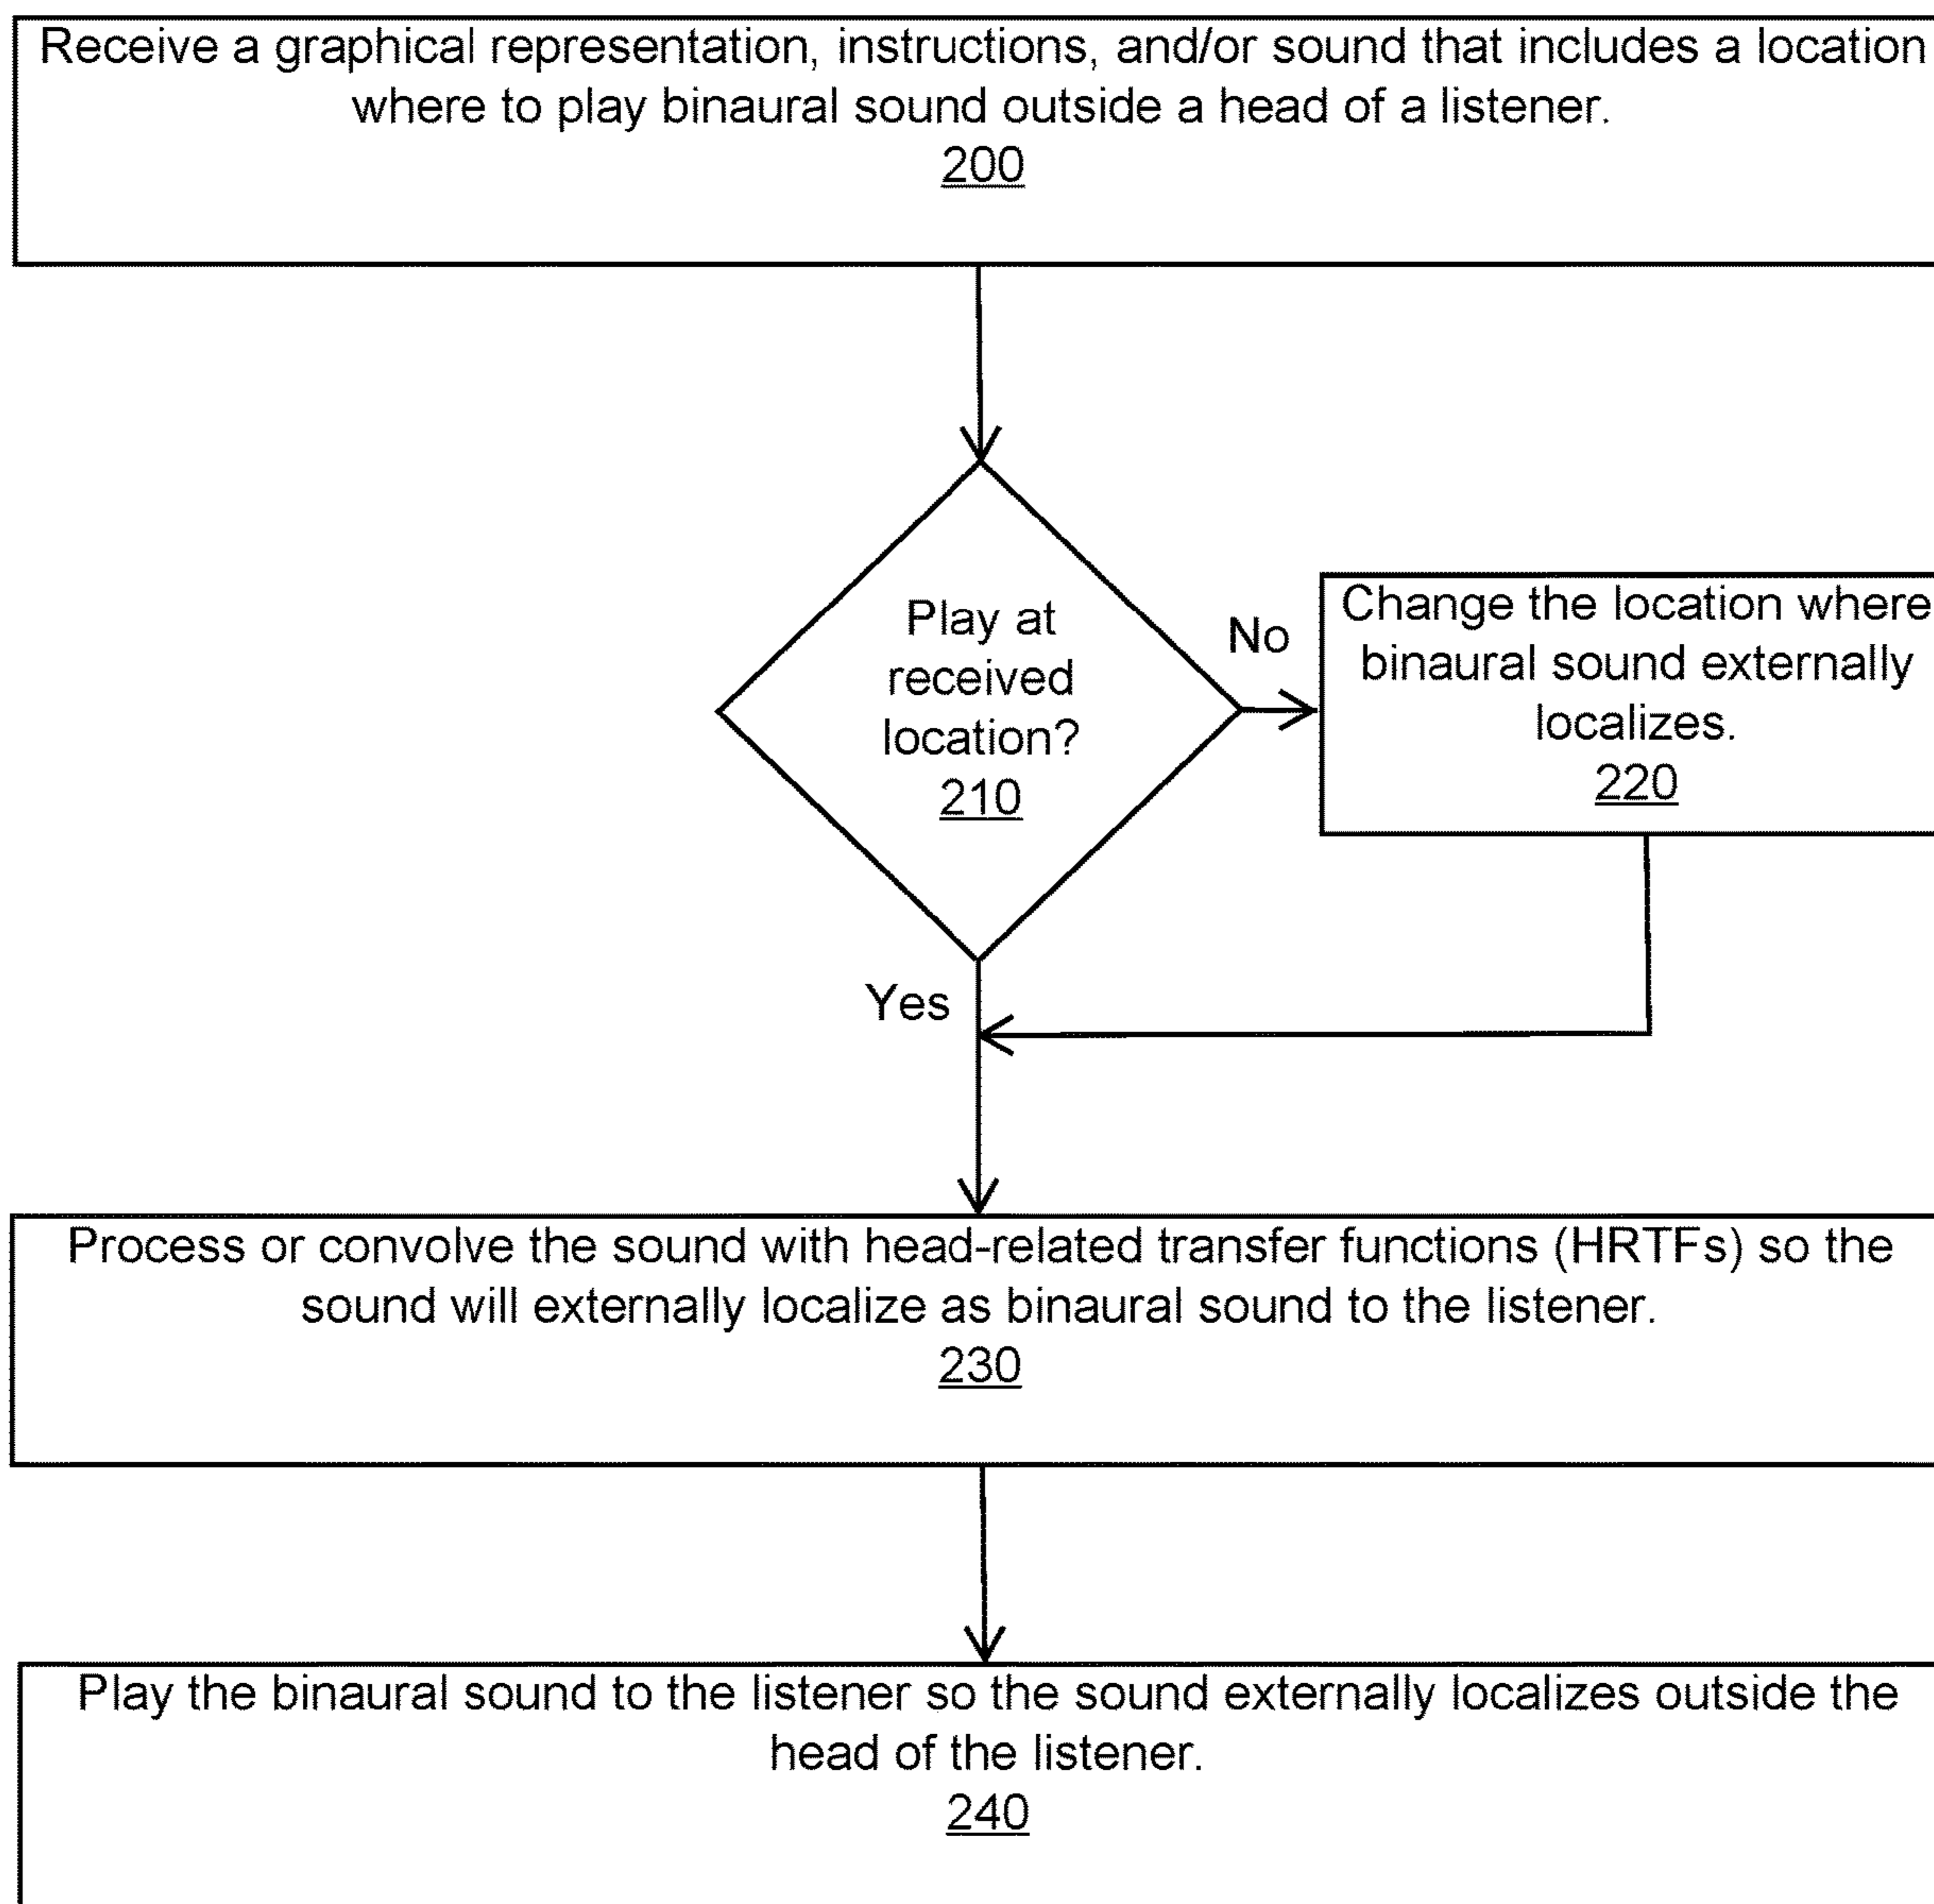 Receive a graphical representation, instructions, and/or sound that includes a location
where to play binaural sound outside a head of a listener.
200
Play at
received
location?
210
No
Change the location where
binaural sound externally
localizes.
220
Yes
Process or convolve the sound with head-related transfer functions (HRTFs) so the
sound will externally localize as binaural sound to the listener.
230
Play the binaural sound to the listener so the sound externally localizes outside the
head of the listener.
240